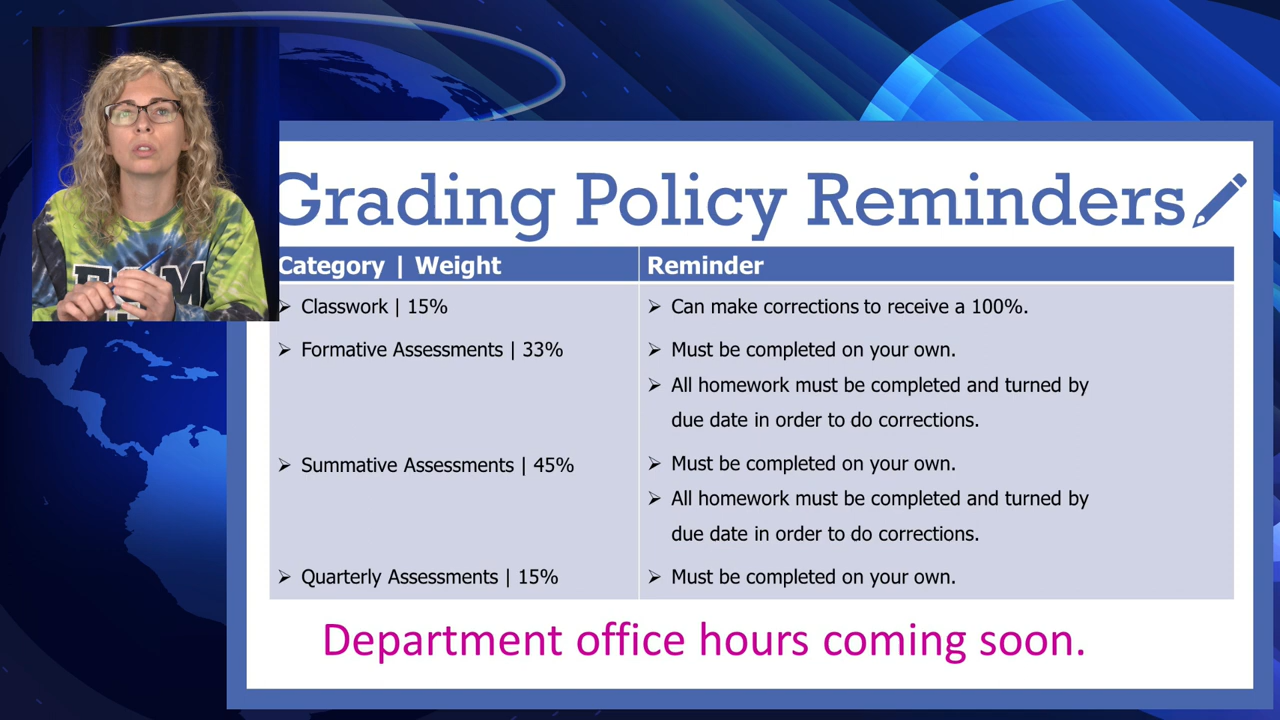 Grading Policy Reminders
Category | Weight
Reminder
➢ Classwork | 15%
➢ Can make corrections to receive a 100%.
➢ Formative Assessments | 33%
➢ Must be completed on your own.
➢ All homework must be completed and turned by
due date in order to do corrections.
➢ Summative Assessments | 45%
➢ Must be completed on your own.
➢ All homework must be completed and turned by
due date in order to do corrections.
➢ Quarterly Assessments | 15%
➢ Must be completed on your own.
Department office hours coming soon.